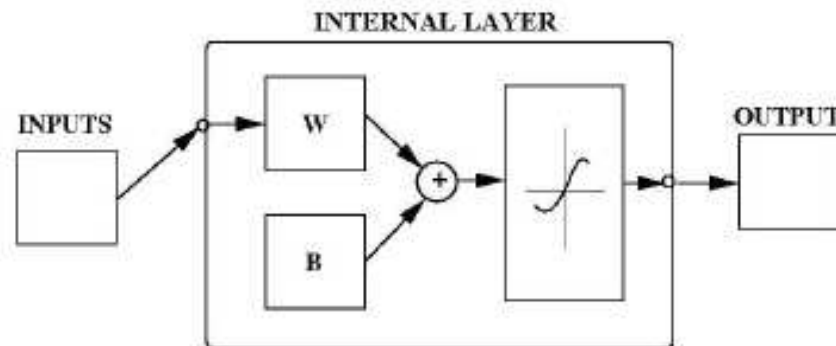 INTERNAL LAYER
INPUTS
W
OUTPUT
+
B